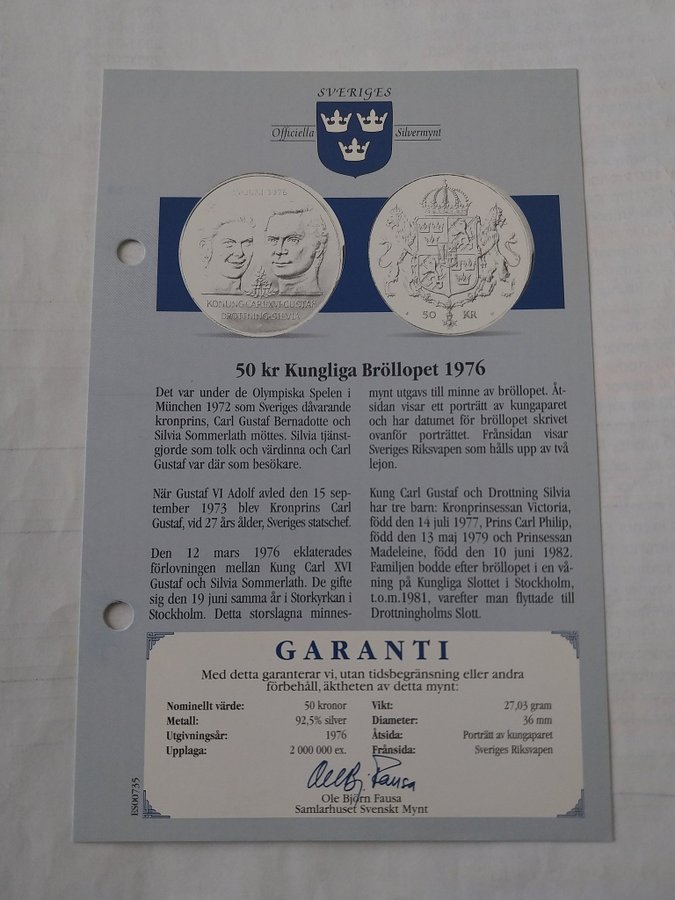 SVERIGES
Officiella Silvermynt
19 JUNI 1976
KONUNG·CARL·XVI·GUSTAF
DROTTNING·SILVIA
50 KR
50 kr Kungliga Bröllopet 1976
Det var under de Olympiska Spelen i
München 1972 som Sveriges dåvarande
kronprins, Carl Gustaf Bernadotte och
Silvia Sommerlath möttes. Silvia tjänst-
gjorde som tolk och värdinna och Carl
Gustaf var där som besökare.
När Gustaf VI Adolf avled den 15 sep-
tember 1973 blev Kronprins Carl
Gustaf, vid 27 års ålder, Sveriges statschef.
Den 12 mars 1976 eklaterades
förlovningen mellan Kung Carl XVI
Gustaf och Silvia Sommerlath. De gifte
sig den 19 juni samma år i Storkyrkan i
Stockholm. Detta storslagna minnes-
mynt utgavs till minne av bröllopet. Åt-
sidan visar ett porträtt av kungaparet
och har datumet för bröllopet skrivet
ovanför porträttet. Frånsidan visar
Sveriges Riksvapen som hålls upp av två
lejon.
Kung Carl Gustaf och Drottning Silvia
har tre barn: Kronprinsessan Victoria,
född den 14 juli 1977, Prins Carl Philip,
född den 13 maj 1979 och Prinsessan
Madeleine, född den 10 juni 1982.
Familjen bodde efter bröllopet i en vå-
ning på Kungliga Slottet i Stockholm,
t.o.m.1981, varefter man flyttade till
Drottningholms Slott.
GARANTI
Med detta garanterar vi, utan tidsbegränsning eller andra
förbehåll, äktheten av detta mynt:
Nominellt värde: 50 kronor
Metall: 92,5% silver
Utgivningsår: 1976
Upplaga: 2 000 000 ex.
Vikt: 27,03 gram
Diameter: 36 mm
Åtsida: Porträtt av kungaparet
Frånsida: Sveriges Riksvapen
Ole Bj. Fausa
Ole Björn Fausa
Samlarhuset Svenskt Mynt
ES00735